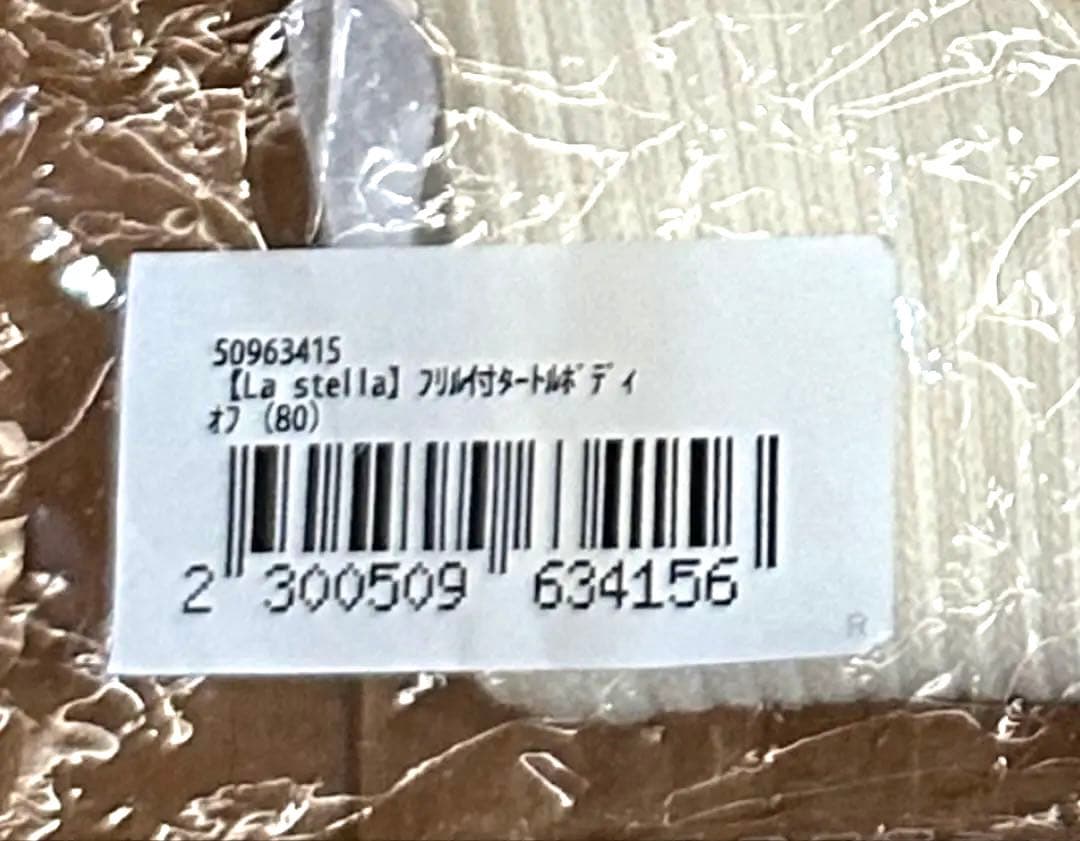 50963415
【La stella】ﾌﾘﾙ付ﾀｰﾄﾙﾎﾞﾃﾞｨ
ｵﾌ（80）
2 300509 634156
R